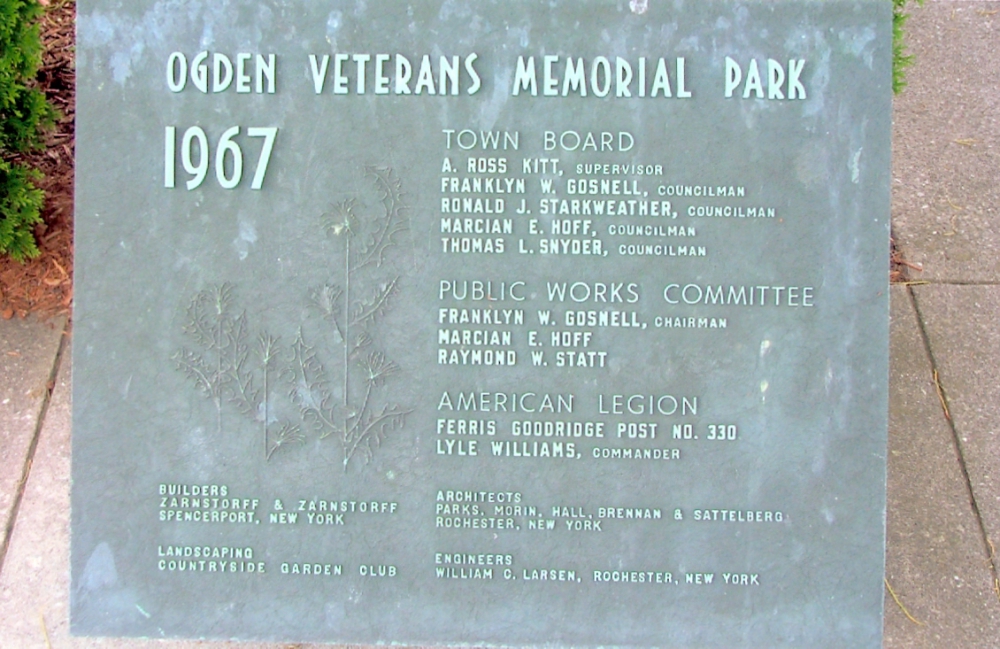 OGDEN VETERANS MEMORIAL PARK
1967
TOWN BOARD
A. ROSS KITT, SUPERVISOR
FRANKLYN W. GOSNELL, COUNCILMAN
RONALD J. STARKWEATHER, COUNCILMAN
MARCIAN E. HOFF, COUNCILMAN
THOMAS L. SNYDER, COUNCILMAN
PUBLIC WORKS COMMITTEE
FRANKLYN W. GOSNELL, CHAIRMAN
MARCIAN E. HOFF
RAYMOND W. STATT
AMERICAN LEGION
FERRIS GOODRIDGE POST NO. 330
LYLE WILLIAMS, COMMANDER
BUILDERS
ZARNSTORFF & ZARNSTORFF
SPENCERPORT, NEW YORK
LANDSCAPING
COUNTRYSIDE GARDEN CLUB
ARCHITECTS
PARKS, MORIN, HALL, BRENNAN & SATTELBERG
ROCHESTER, NEW YORK
ENGINEERS
WILLIAM C. LARSEN, ROCHESTER, NEW YORK